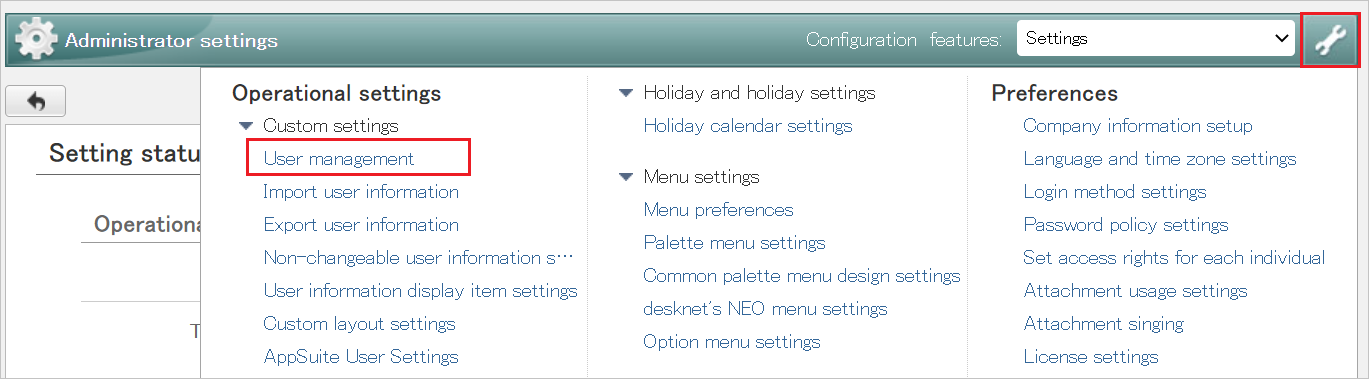 Administrator settings
Configuration features:
Settings
Operational settings
Custom settings
User management
Import user information
Export user information
Non-changeable user information s⋯
User information display item settings
Custom layout settings
AppSuite User Settings
Holiday and holiday settings
Holiday calendar settings
Menu settings
Menu preferences
Palette menu settings
Common palette menu design settings
desknet's NEO menu settings
Option menu settings
Preferences
Company information setup
Language and time zone settings
Login method settings
Password policy settings
Set access rights for each individual
Attachment usage settings
Attachment singing
License settings
Setting statu
Operationa
T